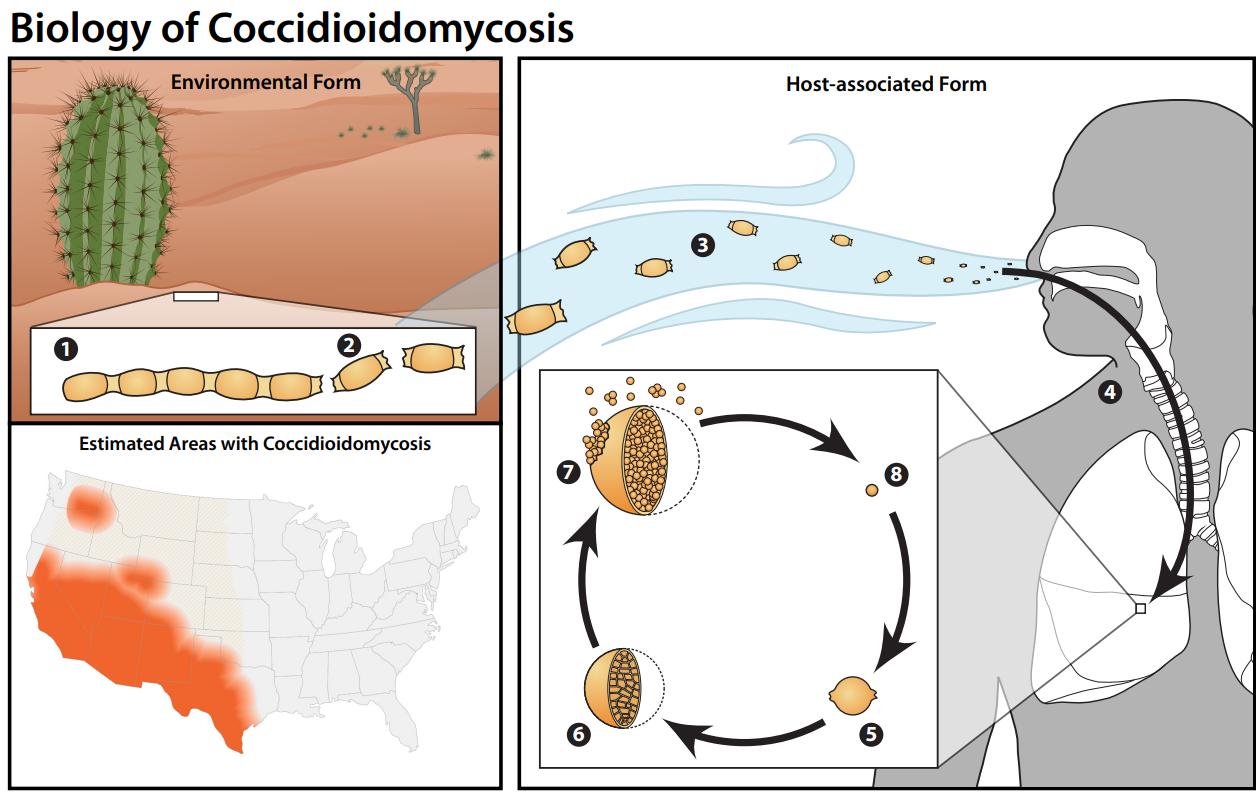 Biology of Coccidioidomycosis
Environmental Form
1
2
Estimated Areas with Coccidioidomycosis
Host-associated Form
3
4
7
8
6
5